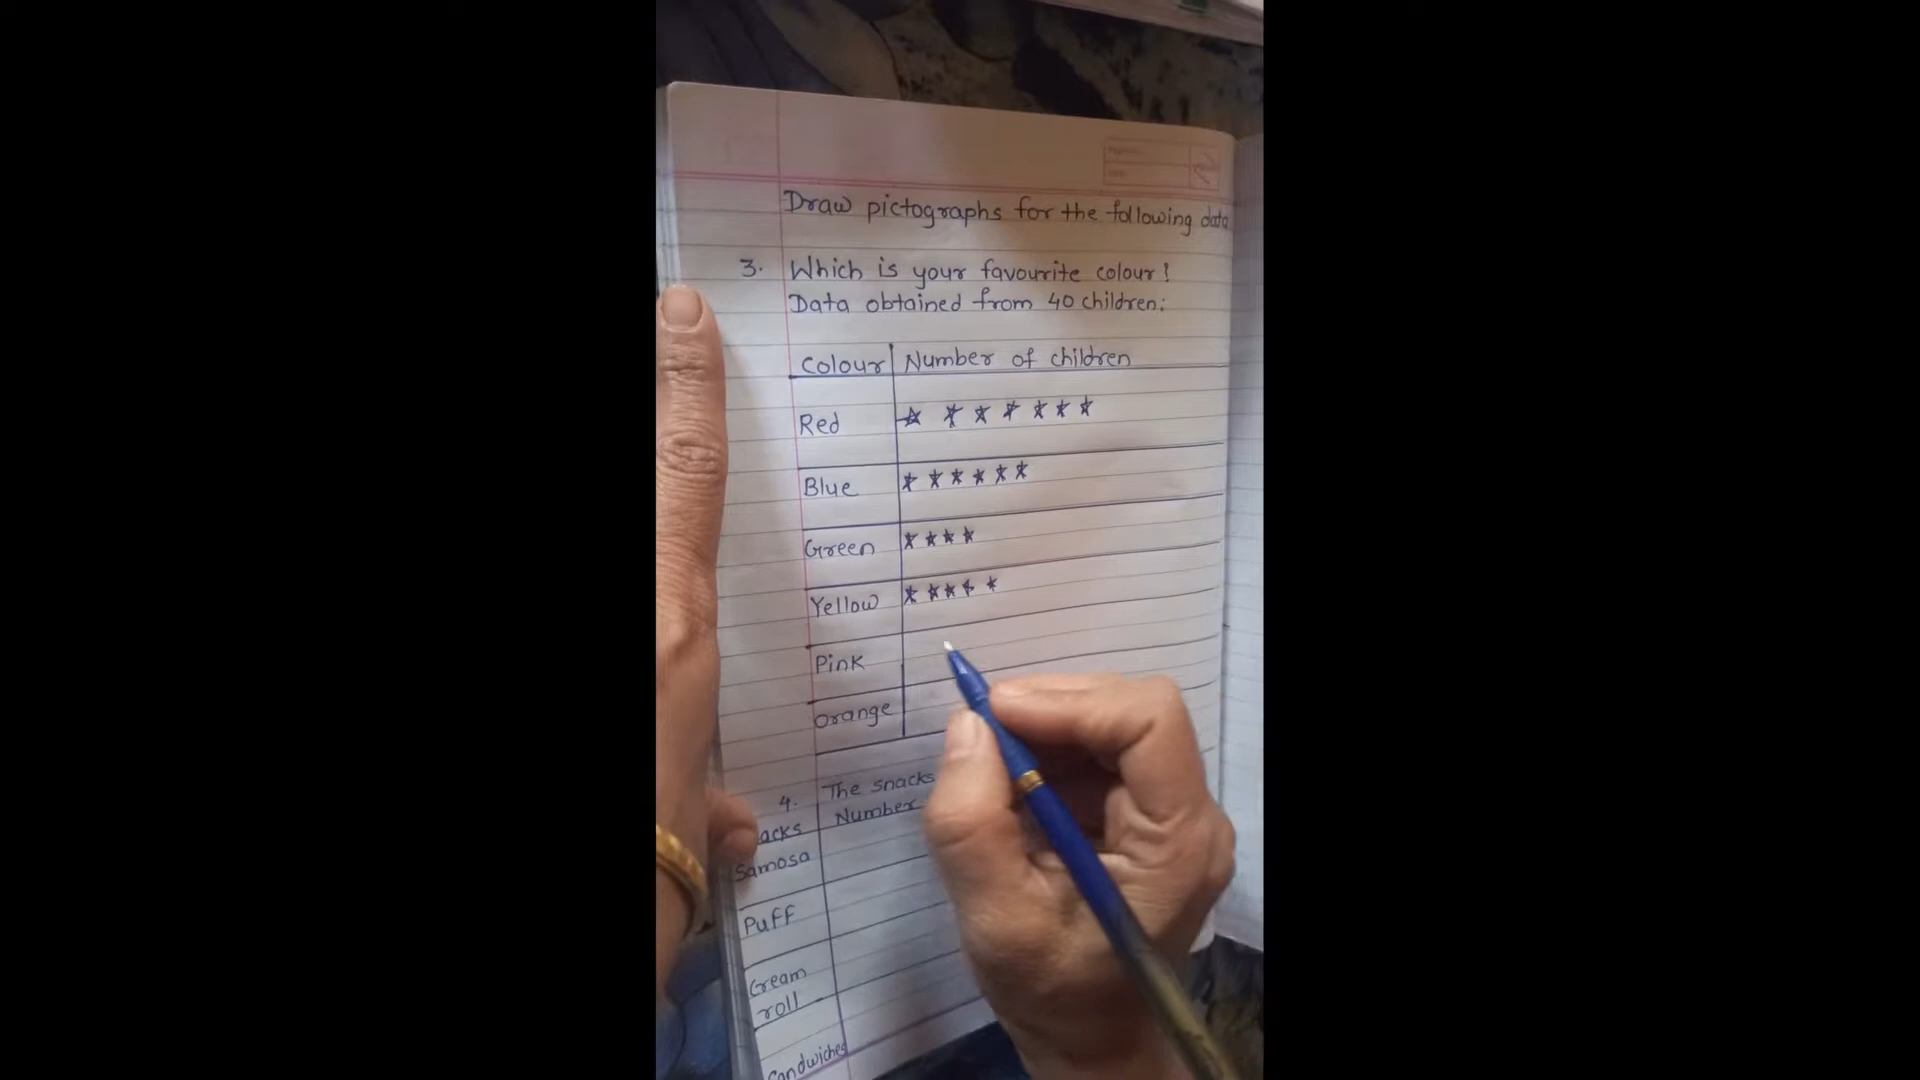 Draw pictographs for the following data
3. Which is your favourite colour!
Data obtained from 40 children:
Colour Number of children
Red
Blue
Green
Yellow
Pink
orange
4. The snacks
Number
acks
Samosa
Puff
Cream
roll
Sandwiches